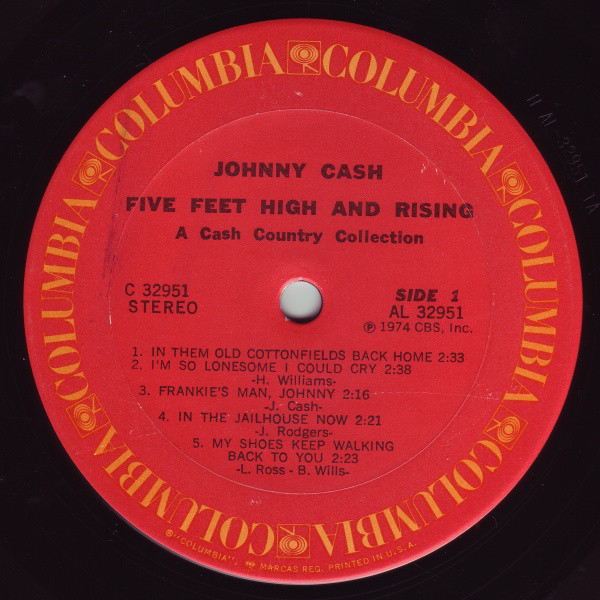 COLUMBIA COLUMBIA COLUMBIA COLUMBIA COLUMBIA COLUMBIA
JOHNNY CASH
FIVE FEET HIGH AND RISING
A Cash Country Collection
C 32951
STEREO
SIDE 1
AL 32951
Ⓟ 1974 CBS, Inc.
1. IN THEM OLD COTTONFIELDS BACK HOME 2:33
2. I'M SO LONESOME I COULD CRY 2:38
-H. Williams-
3. FRANKIE'S MAN, JOHNNY 2:16
-J. Cash-
4. IN THE JAILHOUSE NOW 2:21
-J. Rodgers-
5. MY SHOES KEEP WALKING
BACK TO YOU 2:23
-L. Ross - B. Wills-
®"COLUMBIA", MARCAS REG. PRINTED IN U.S.A.
AL 32951 1A